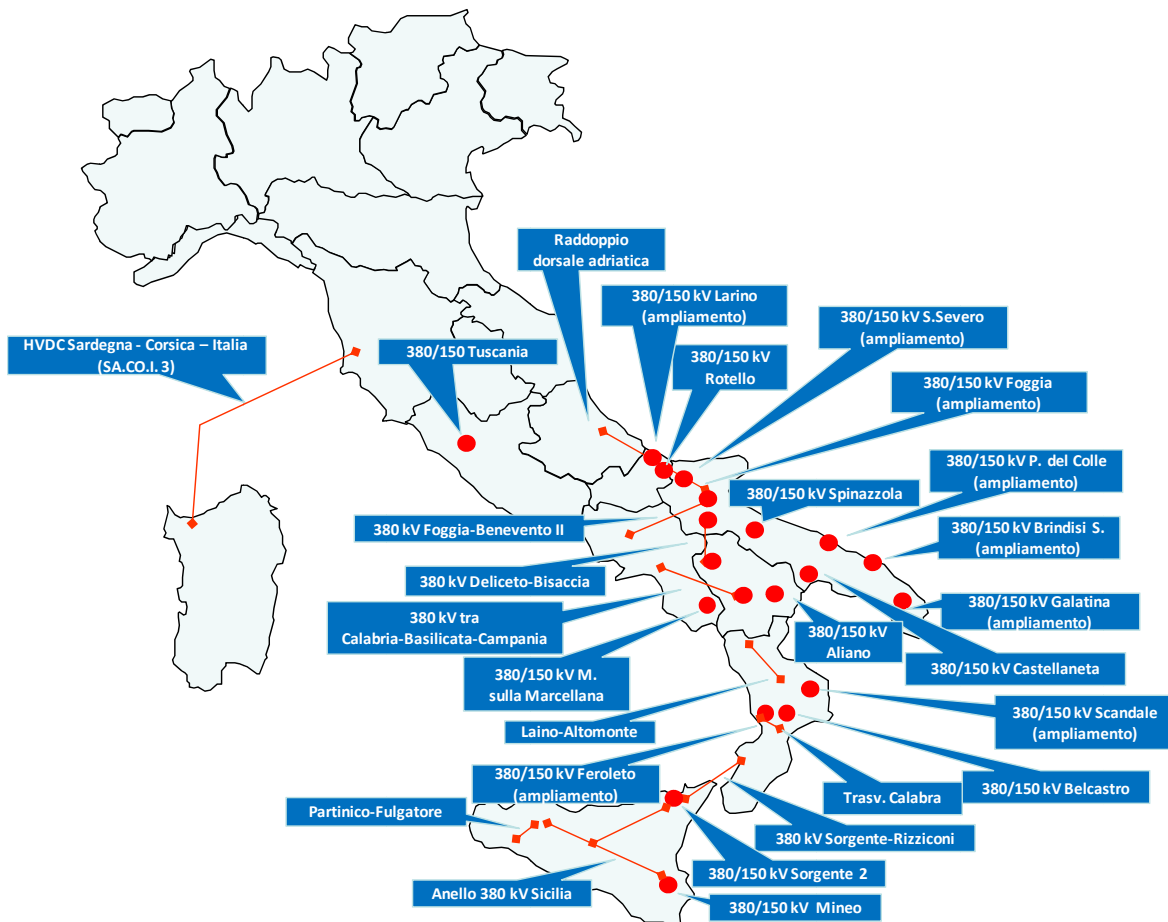 Raddoppio
dorsale adriatica
380/150 kV Larino
(ampliamento)
380/150 kV S.Severo
(ampliamento)
HVDC Sardegna - Corsica – Italia
(SA.CO.I. 3)
380/150 Tuscania
380/150 kV
Rotello
380/150 kV Foggia
(ampliamento)
380/150 kV P. del Colle
(ampliamento)
380/150 kV Spinazzola
380 kV Foggia-Benevento II
380/150 kV Brindisi S.
(ampliamento)
380 kV Deliceto-Bisaccia
380/150 kV Galatina
(ampliamento)
380 kV tra
Calabria-Basilicata-Campania
380/150 kV
Aliano
380/150 kV Castellaneta
380/150 kV M.
sulla Marcellana
380/150 kV Scandale
(ampliamento)
Laino-Altomonte
380/150 kV Feroleto
(ampliamento)
Trasv. Calabra
380/150 kV Belcastro
Partinico-Fulgatore
380 kV Sorgente-Rizziconi
380/150 kV Sorgente 2
Anello 380 kV Sicilia
380/150 kV Mineo